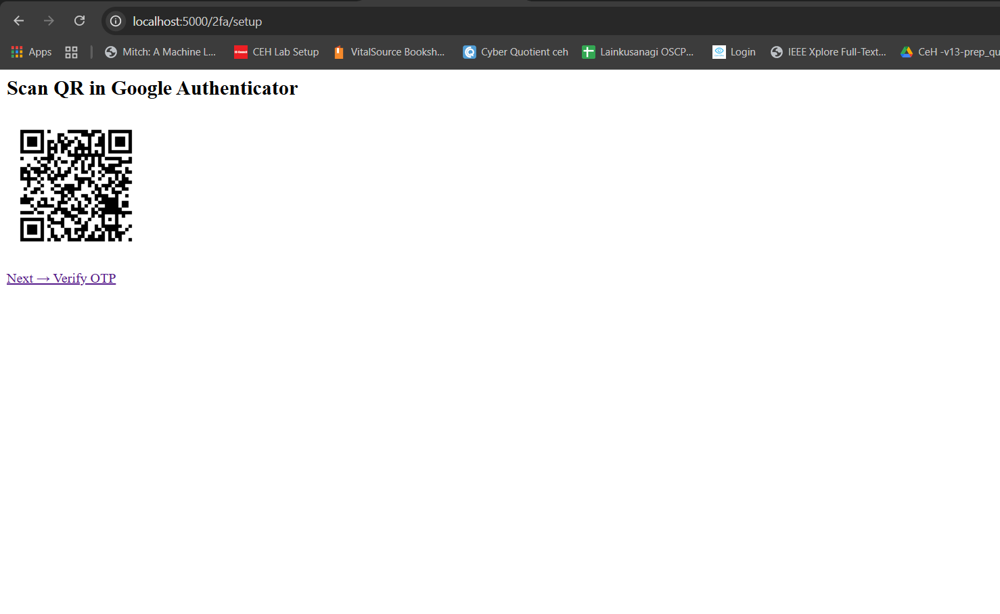 localhost:5000/2fa/setup
Apps Mitch: A Machine L... CEH Lab Setup VitalSource Booksh... Cyber Quotient ceh Lainkusanagi OSCP... Login IEEE Xplore Full-Text... CeH -v13-prep_qu
Scan QR in Google Authenticator
Next → Verify OTP